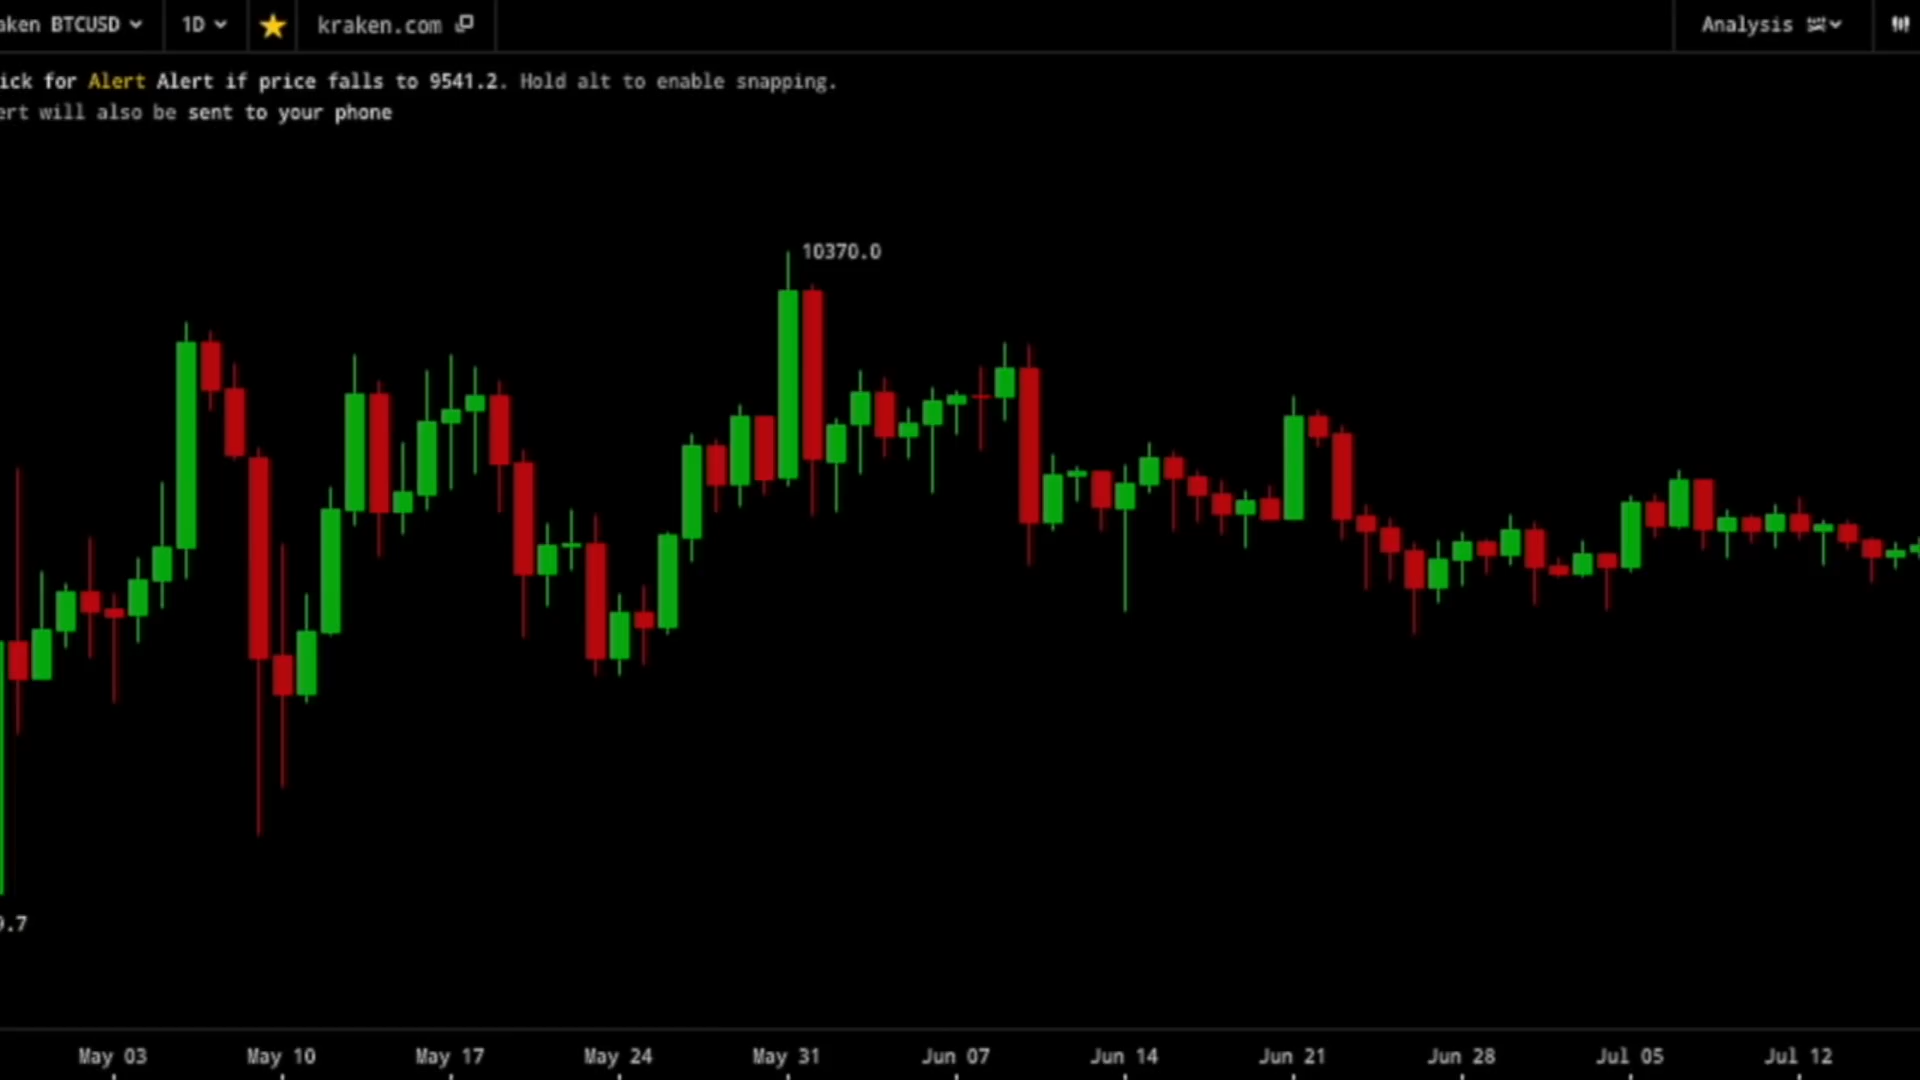 aken BTCUSD 1D kraken.com Analysis
ick for Alert Alert if price falls to 9541.2. Hold alt to enable snapping.
ert will also be sent to your phone
10370.0
9.7
May 03 May 10 May 17 May 24 May 31 Jun 07 Jun 14 Jun 21 Jun 28 Jul 05 Jul 12